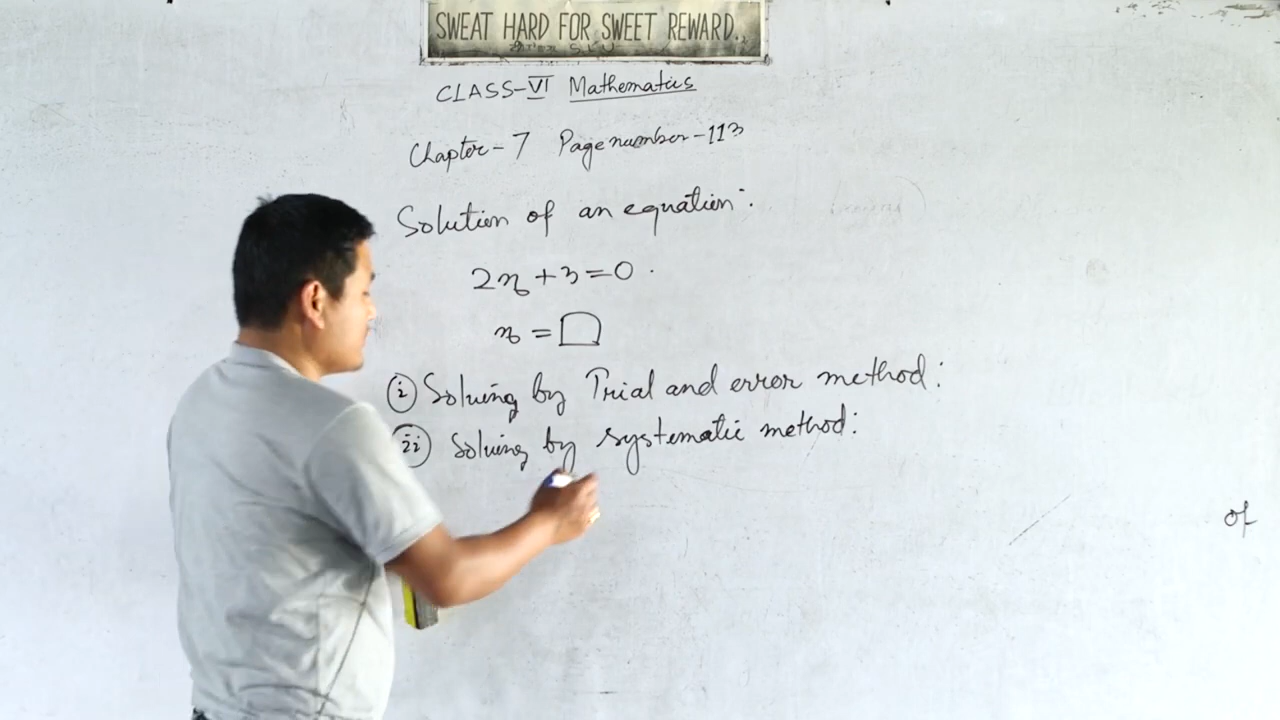 SWEAT HARD FOR SWEET REWARD..
CLASS-VI Mathematics
Chapter-7 Page number-113
Solution of an equation:
2x+3=0.
x=
(i) Solving by Trial and error method:
(ii) Solving by systematic method:
of